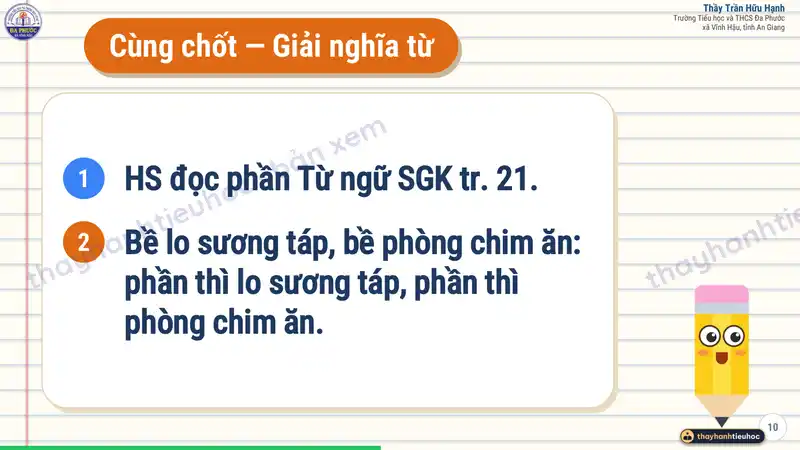 Thầy Trần Hữu Hạnh
Trường Tiểu học và THCS Đa Phước
xã Vĩnh Hậu, tỉnh An Giang
ĐA PHƯỚC
Cùng chốt — Giải nghĩa từ
1 HS đọc phần Từ ngữ SGK tr. 21.
2 Bề lo sương táp, bề phòng chim ăn:
phần thì lo sương táp, phần thì
phòng chim ăn.
thayhanhtieuhoc
10